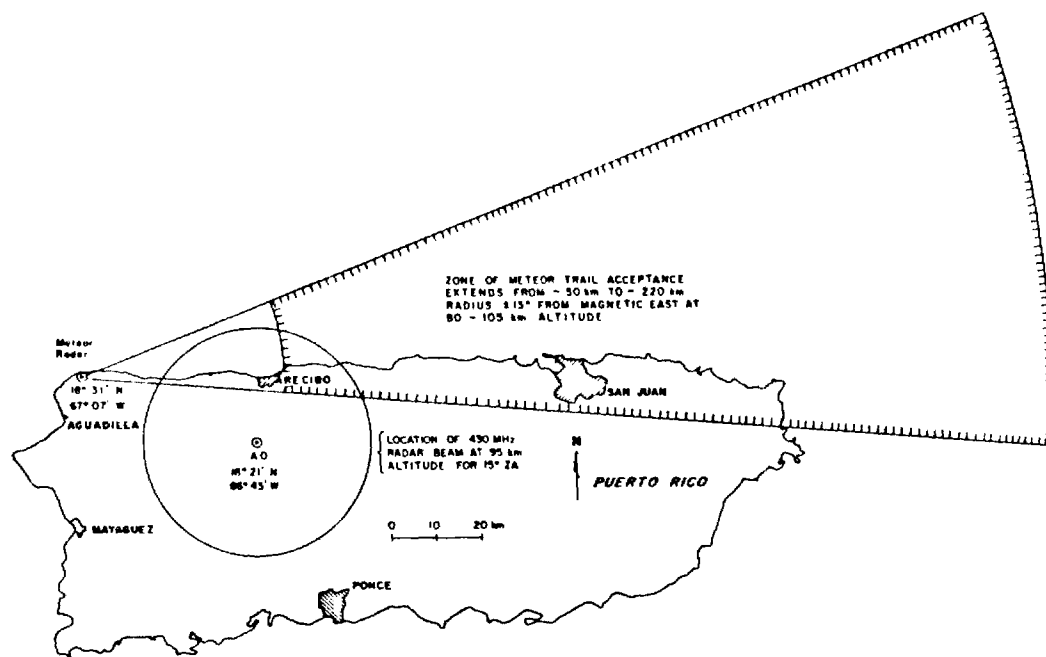 ZONE OF METEOR TRAIL ACCEPTANCE
EXTENDS FROM ~ 50 km TO ~ 220 km
RADIUS ±15° FROM MAGNETIC EAST AT
80 - 105 km ALTITUDE
Meteor
Radar
18° 31' N
67° 07' W
AGUADILLA
ARECIBO
SAN JUAN
LOCATION OF 430 MHz
RADAR BEAM AT 95 km
ALTITUDE FOR 15° ZA
AO
18° 21' N
66° 45' W
N
PUERTO RICO
MAYAGUEZ
0 10 20 km
PONCE